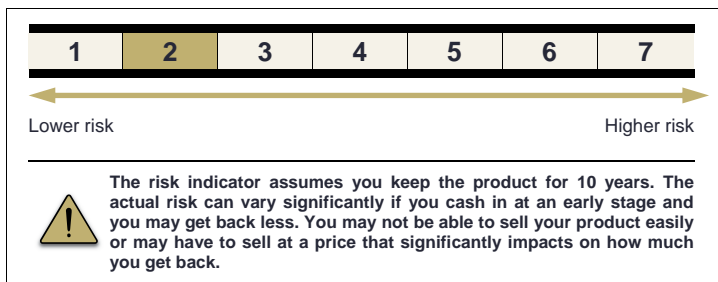 1 2 3 4 5 6 7
Lower risk Higher risk
The risk indicator assumes you keep the product for 10 years. The
actual risk can vary significantly if you cash in at an early stage and
you may get back less. You may not be able to sell your product easily
or may have to sell at a price that significantly impacts on how much
you get back.